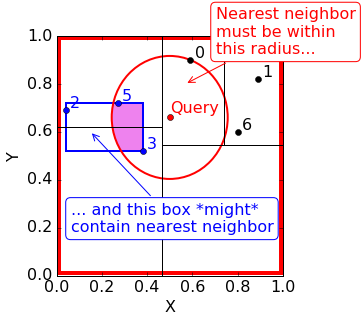 Nearest neighbor
must be within
this radius...
1.0
0.8
0.6
0.4
0.2
0.0
Y
0
1
2
5
Query
6
3
... and this box *might*
contain nearest neighbor
0.0 0.2 0.4 0.6 0.8 1.0
X